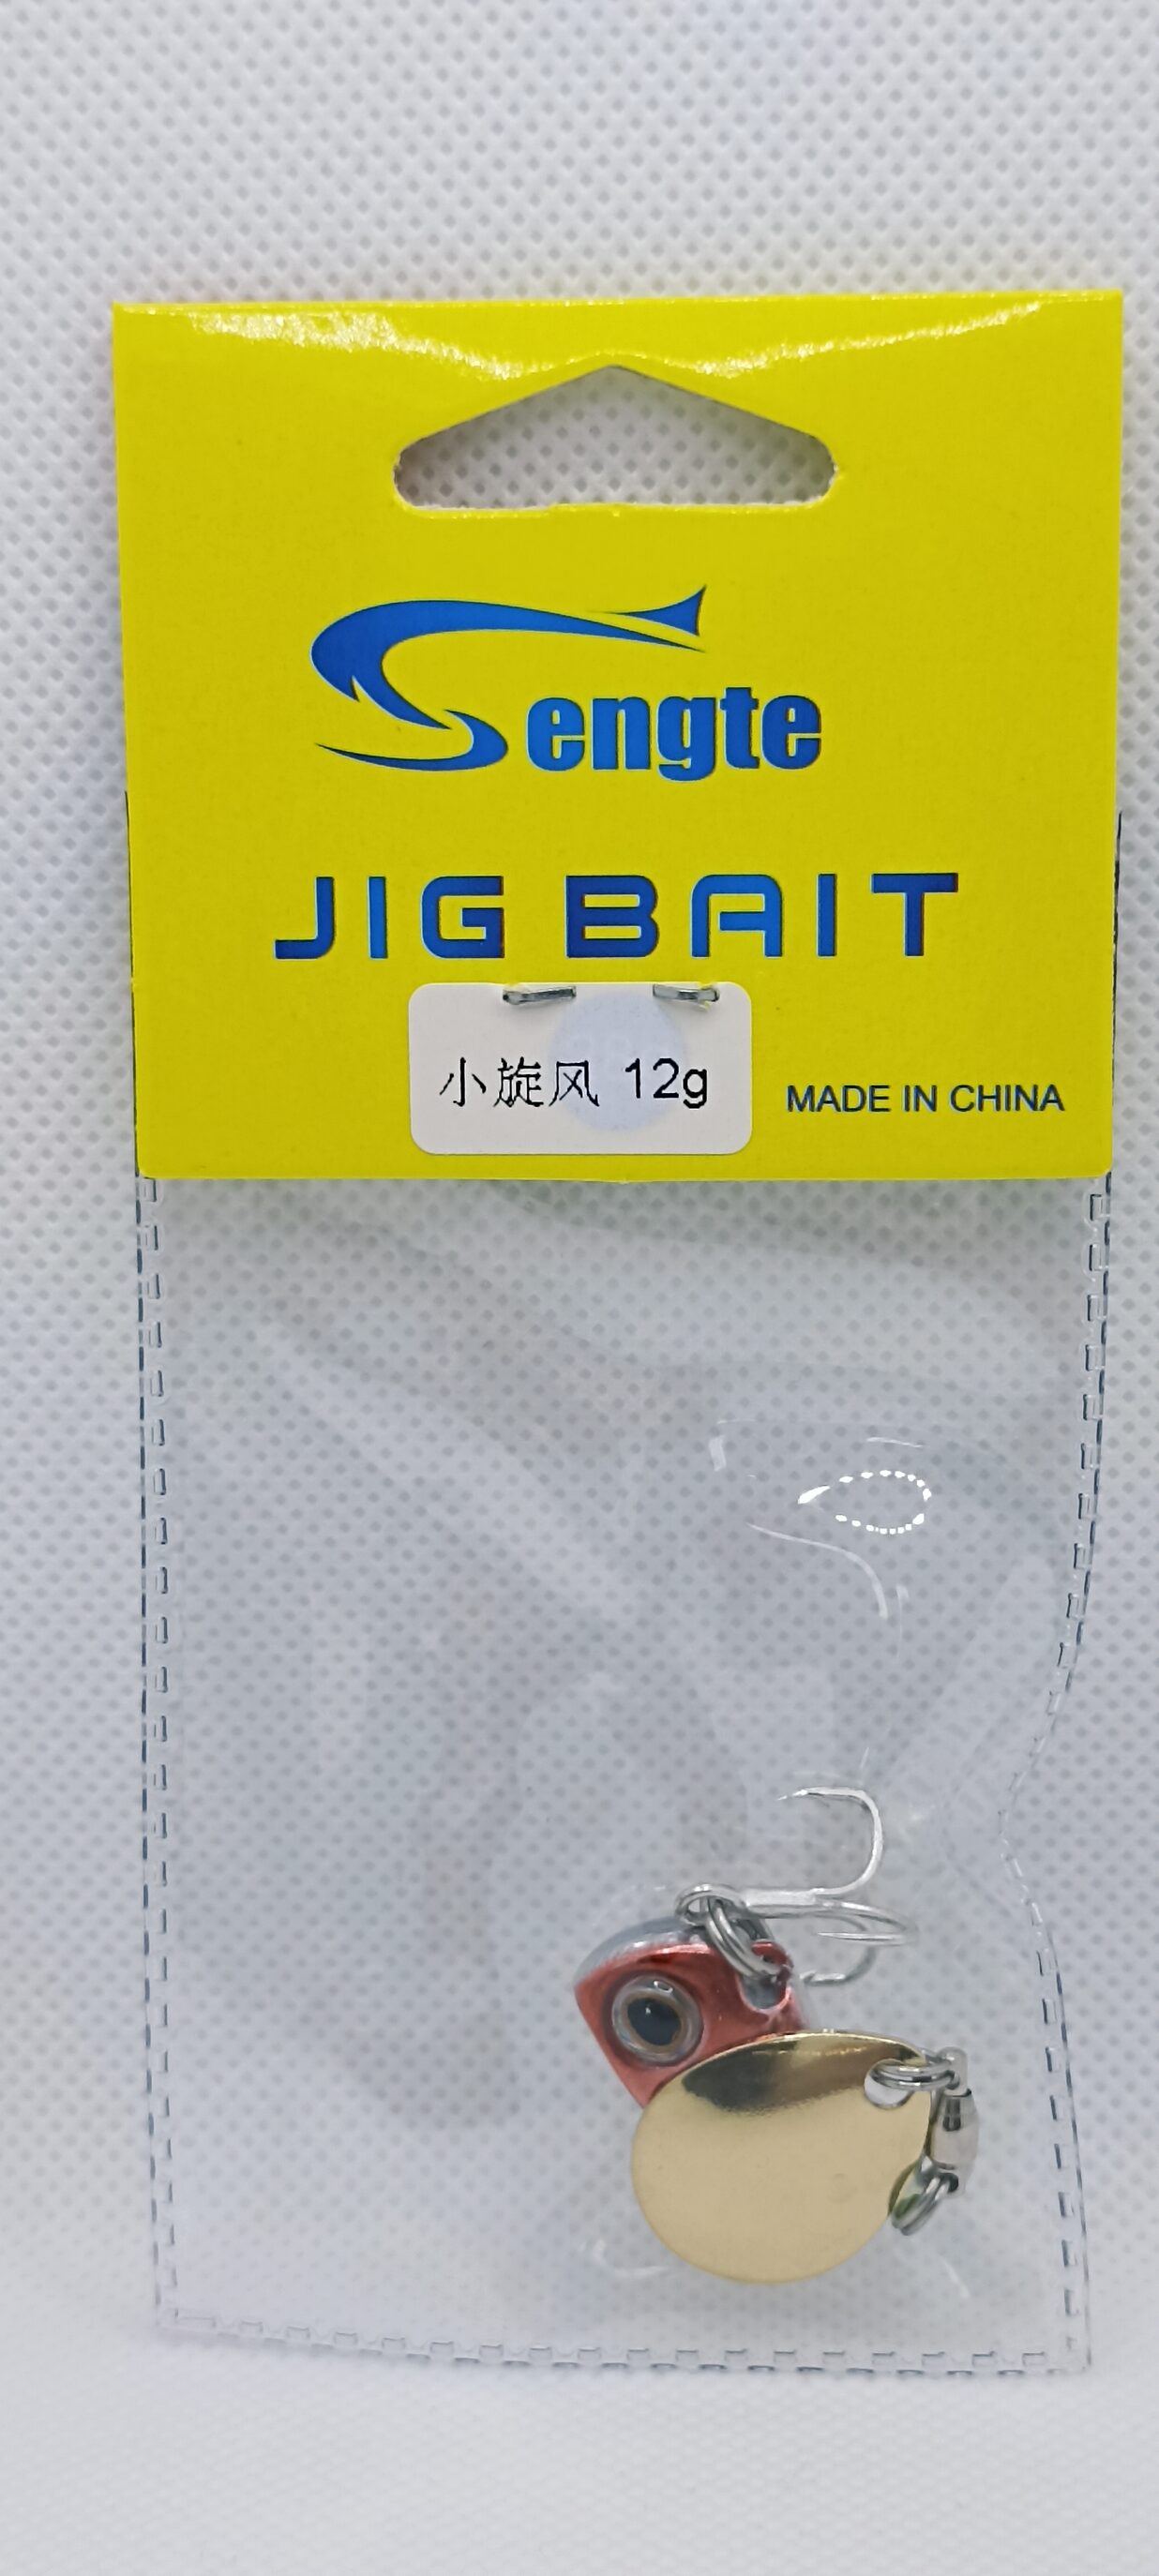 Sengte
JIG BAIT
小旋风 12g
MADE IN CHINA